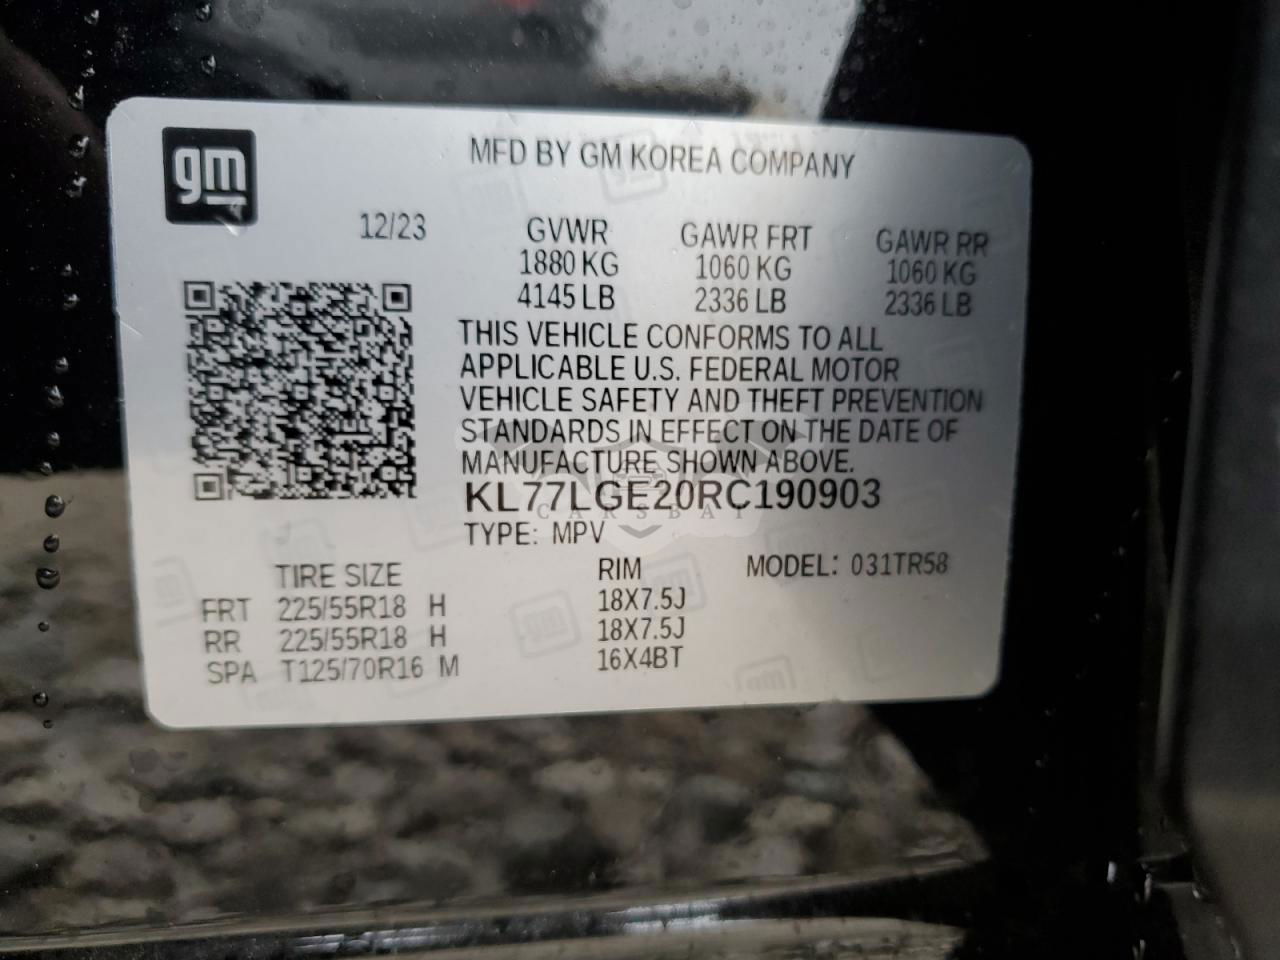 gm
MFD BY GM KOREA COMPANY
12/23 GVWR GAWR FRT GAWR RR
1880 KG 1060 KG 1060 KG
4145 LB 2336 LB 2336 LB
THIS VEHICLE CONFORMS TO ALL
APPLICABLE U.S. FEDERAL MOTOR
VEHICLE SAFETY AND THEFT PREVENTION
STANDARDS IN EFFECT ON THE DATE OF
MANUFACTURE SHOWN ABOVE.
KL77LGE20RC190903
CARSBAT
TYPE: MPV
TIRE SIZE RIM MODEL: 031TR58
FRT 225/55R18 H 18X7.5J
RR 225/55R18 H 18X7.5J
SPA T125/70R16 M 16X4BT